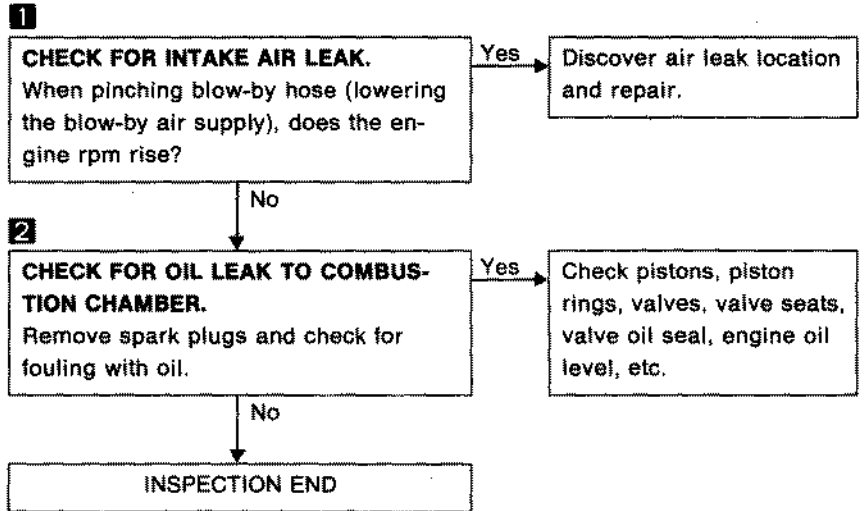 1
CHECK FOR INTAKE AIR LEAK.
When pinching blow-by hose (lowering
the blow-by air supply), does the en-
gine rpm rise?
Yes
Discover air leak location
and repair.
No
2
CHECK FOR OIL LEAK TO COMBUS-
TION CHAMBER.
Remove spark plugs and check for
fouling with oil.
Yes
Check pistons, piston
rings, valves, valve seats,
valve oil seal, engine oil
level, etc.
No
INSPECTION END